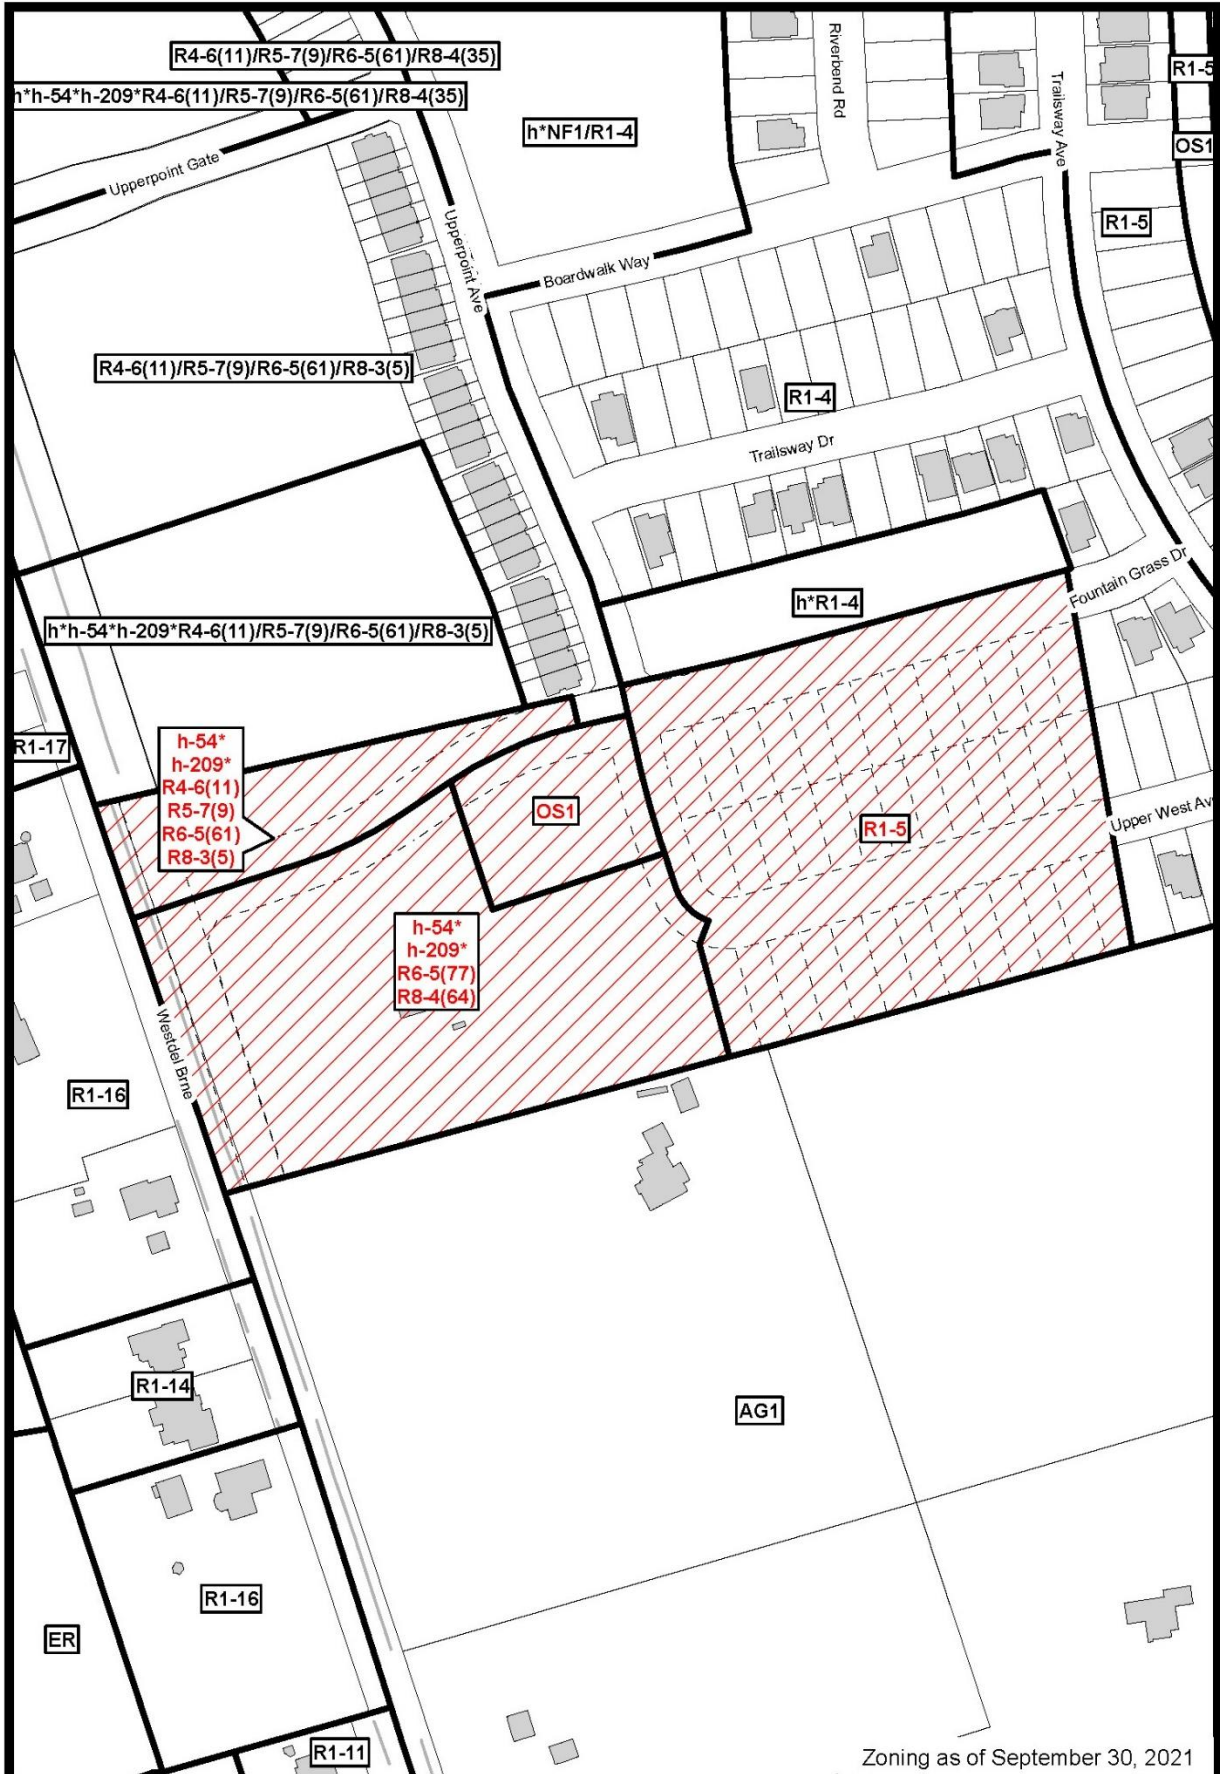 R4-6(11)/R5-7(9)/R6-5(61)/R8-4(35)
h*h-54*h-209*R4-6(11)/R5-7(9)/R6-5(61)/R8-4(35)
h*NF1/R1-4
Riverbend Rd
Trailsway Ave
R1-5
OS1
Upperpoint Gate
Upperpoint Ave
Boardwalk Way
R1-5
R4-6(11)/R5-7(9)/R6-5(61)/R8-3(5)
R1-4
Trailsway Dr
Fountain Grass Dr
h*R1-4
h*h-54*h-209*R4-6(11)/R5-7(9)/R6-5(61)/R8-3(5)
R1-17
h-54*
h-209*
R4-6(11)
R5-7(9)
R6-5(61)
R8-3(5)
OS1
R1-5
Upper West Av
h-54*
h-209*
R6-5(77)
R8-4(64)
Westdel Brne
R1-16
R1-14
AG1
R1-16
ER
R1-11
Zoning as of September 30, 2021